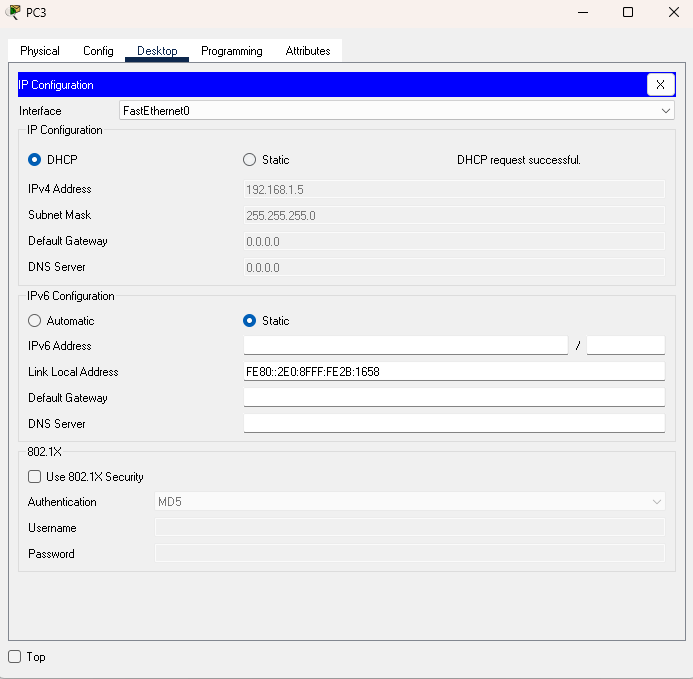 PC3
Physical Config Desktop Programming Attributes
IP Configuration X
Interface FastEthernet0
IP Configuration
DHCP Static DHCP request successful.
IPv4 Address 192.168.1.5
Subnet Mask 255.255.255.0
Default Gateway 0.0.0.0
DNS Server 0.0.0.0
IPv6 Configuration
Automatic Static
IPv6 Address /
Link Local Address FE80::2E0:8FFF:FE2B:1658
Default Gateway
DNS Server
802.1X
Use 802.1X Security
Authentication MD5
Username
Password
Top